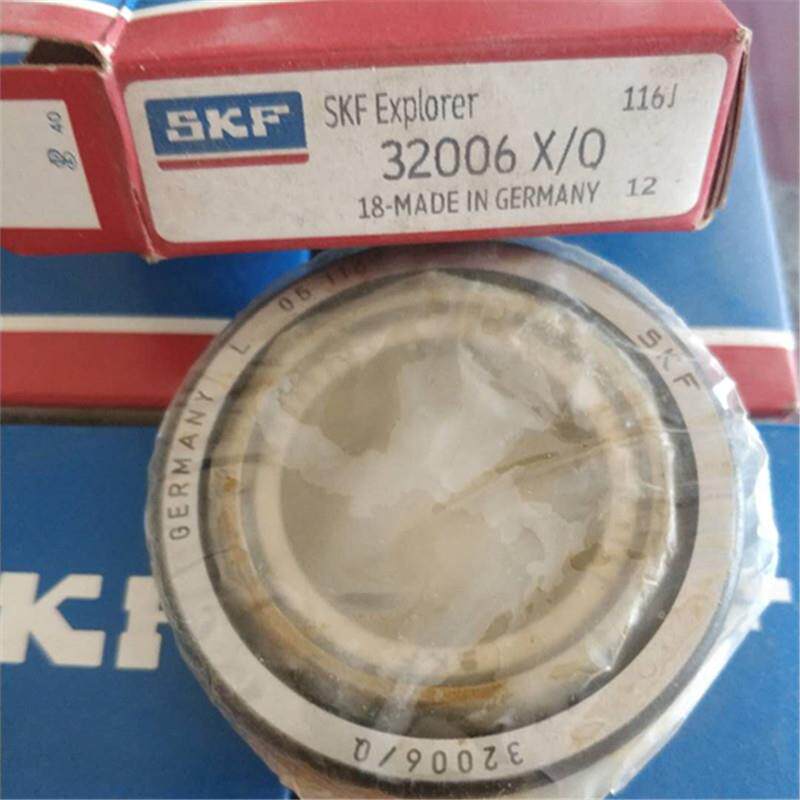 SKF
SKF Explorer
116J
32006 X/Q
18-MADE IN GERMANY
12
40
GERMANY
L
SKF
32006/Q
SKF